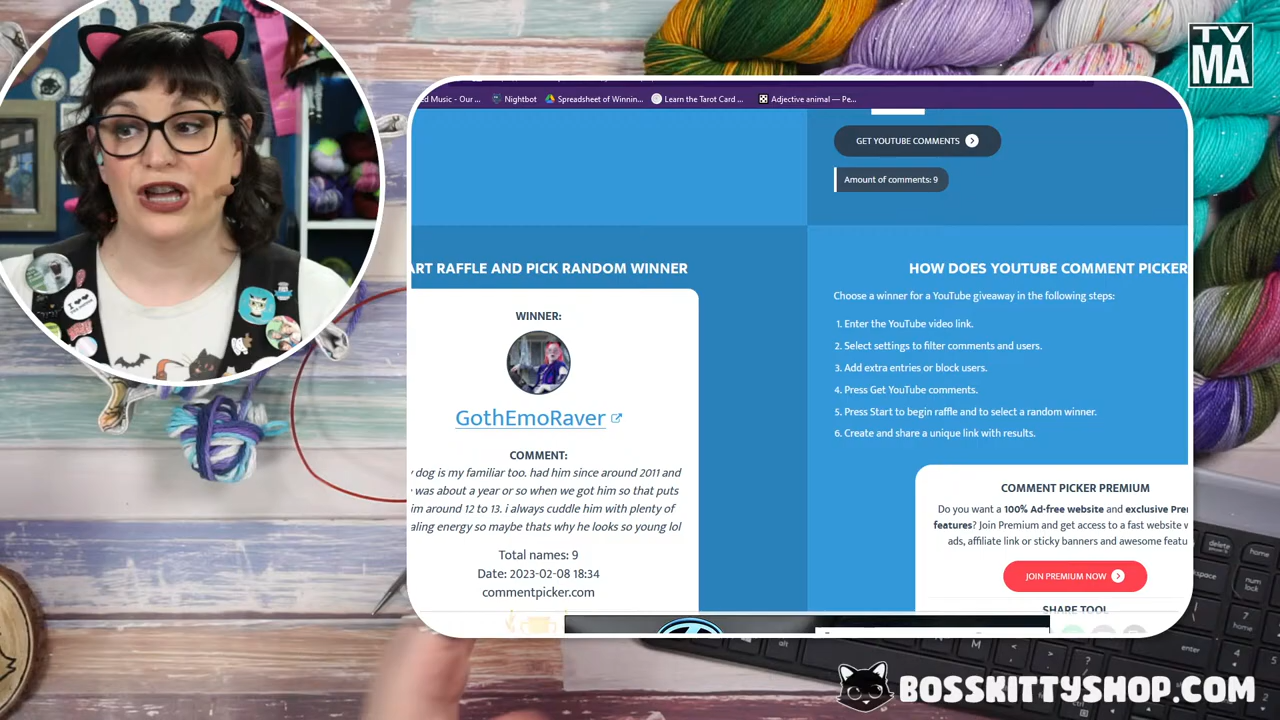 TV
MA
ed Music - Our ...
Nightbot
Spreadsheet of Winnin...
Learn the Tarot Card ...
Adjective animal — Pe...
GET YOUTUBE COMMENTS
Amount of comments: 9
ART RAFFLE AND PICK RANDOM WINNER
WINNER:
GothEmoRaver
COMMENT:
dog is my familiar too. had him since around 2011 and
was about a year or so when we got him so that puts
im around 12 to 13. i always cuddle him with plenty of
aling energy so maybe thats why he looks so young lol
Total names: 9
Date: 2023-02-08 18:34
commentpicker.com
HOW DOES YOUTUBE COMMENT PICKER
Choose a winner for a YouTube giveaway in the following steps:
1. Enter the YouTube video link.
2. Select settings to filter comments and users.
3. Add extra entries or block users.
4. Press Get YouTube comments.
5. Press Start to begin raffle and to select a random winner.
6. Create and share a unique link with results.
COMMENT PICKER PREMIUM
Do you want a 100% Ad-free website and exclusive Pre
features? Join Premium and get access to a fast website w
ads, affiliate link or sticky banners and awesome featu
JOIN PREMIUM NOW
SHARE TOOL
delete
home
num
lock
enter
alt
M
BOSSKITTYSHOP.COM